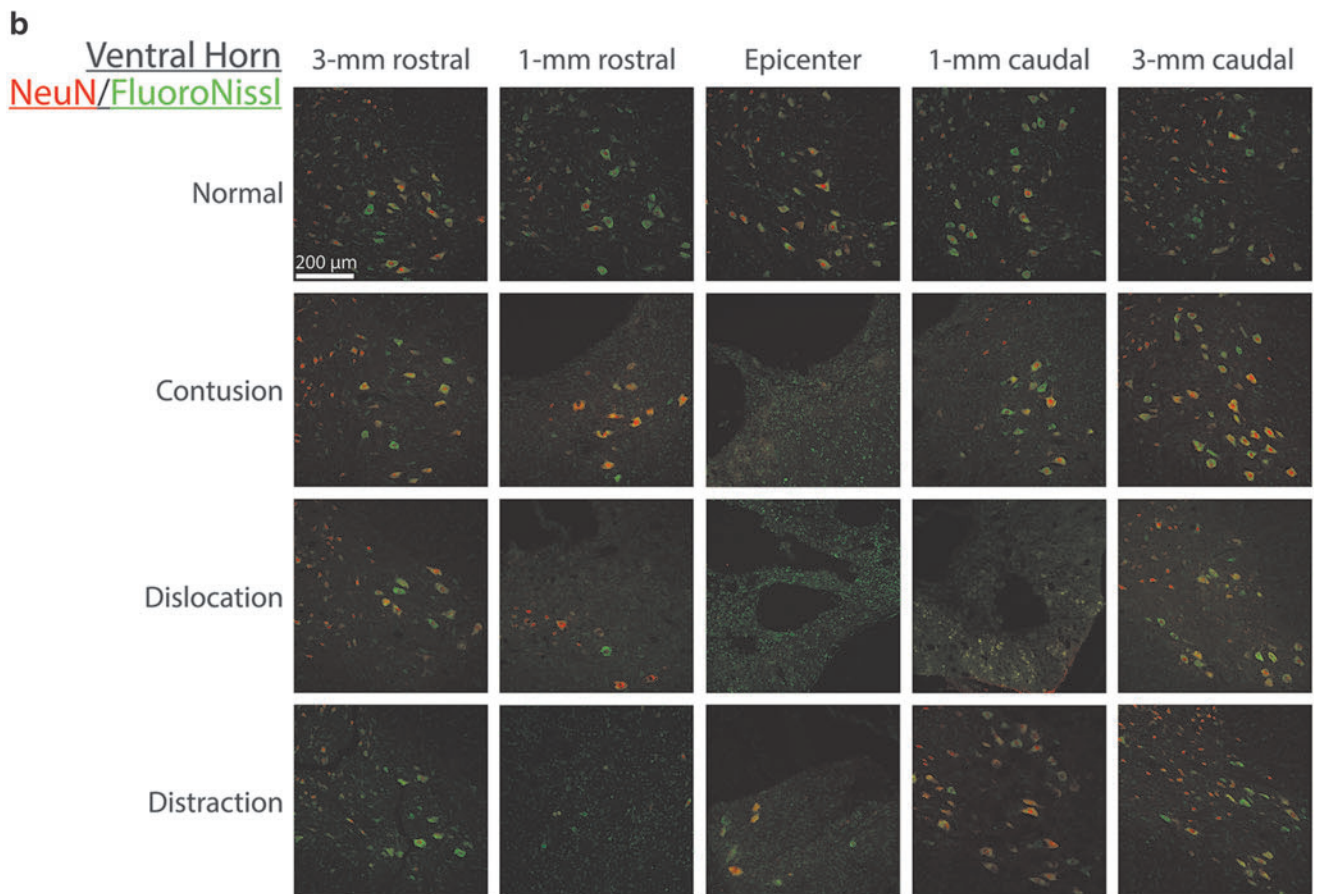 b
Ventral Horn
NeuN/FluoroNissl
3-mm rostral
1-mm rostral
Epicenter
1-mm caudal
3-mm caudal
Normal
200 µm
Contusion
Dislocation
Distraction